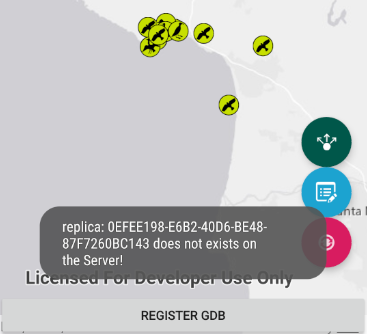 anta M
replica: 0EFEE198-E6B2-40D6-BE48-
87F7260BC143 does not exists on
the Server!
Licensed For Developer Use Only
REGISTER GDB